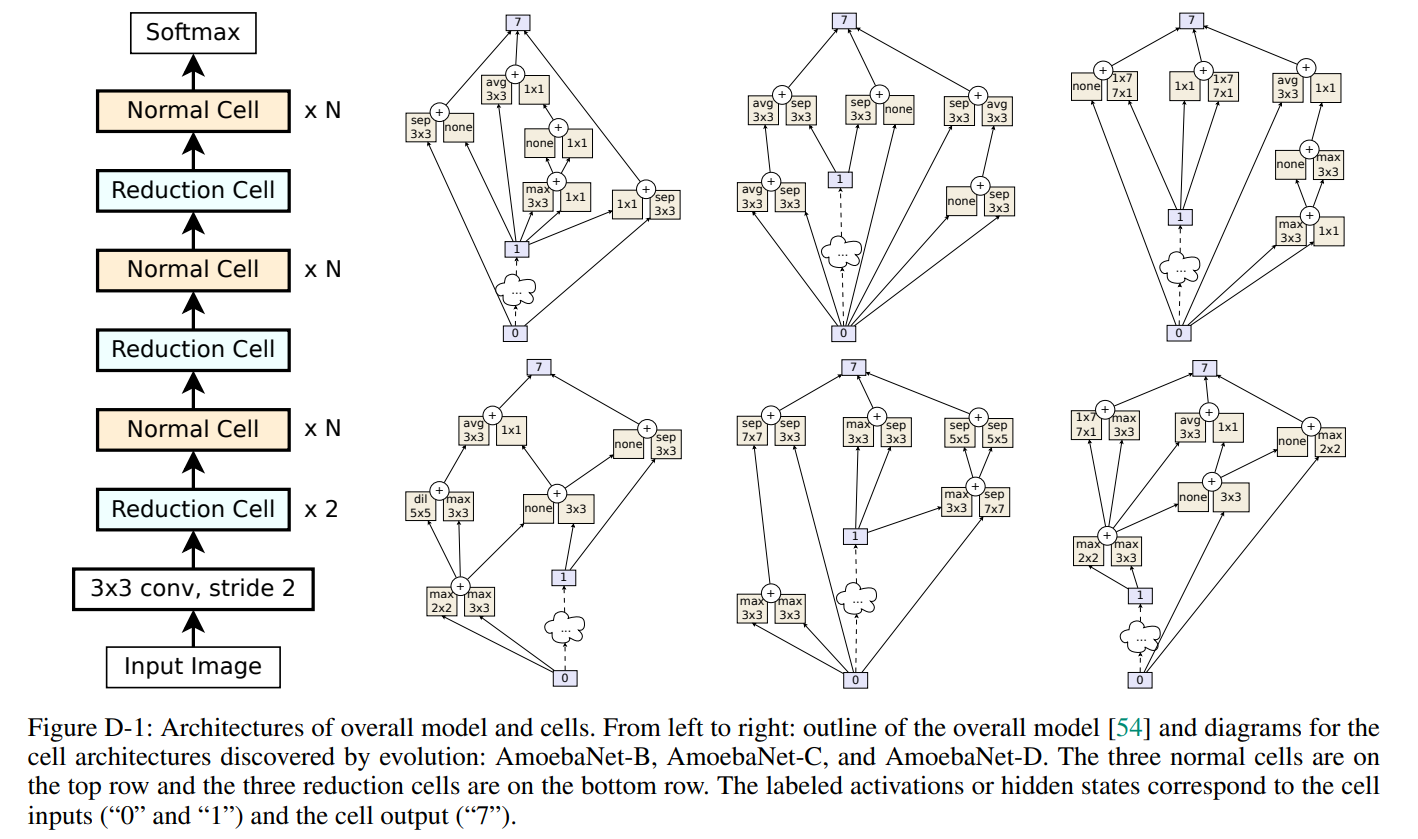 Softmax
Normal Cell x N
Reduction Cell
Normal Cell x N
Reduction Cell
Normal Cell x N
Reduction Cell x 2
3x3 conv, stride 2
Input Image
7
avg 1x1
3x3
sep none
3x3
none 1x1
max 1x1
3x3
1x1 sep
3x3
+
+
+
+
+
1
...
0
7
avg sep
3x3 3x3
sep none
3x3
sep avg
3x3 3x3
avg sep
3x3 3x3
none sep
3x3
+
+
+
+
+
1
...
0
7
none 1x7
7x1
1x1 1x7
7x1
avg 1x1
3x3
none max
3x3
max 1x1
3x3
+
+
+
+
+
1
...
0
7
avg 1x1
3x3
none sep
3x3
dil max
5x5 3x3
none 3x3
max max
2x2 3x3
+
+
+
+
+
1
...
0
7
sep sep
7x7 3x3
max sep
3x3 3x3
sep sep
5x5 5x5
max sep
3x3 7x7
max max
3x3 3x3
+
+
+
+
+
1
...
0
7
1x7 max
7x1 3x3
avg 1x1
3x3
none max
2x2
none 3x3
max max
2x2 3x3
+
+
+
+
+
1
...
0
Figure D-1: Architectures of overall model and cells. From left to right: outline of the overall model [54] and diagrams for the
cell architectures discovered by evolution: AmoebaNet-B, AmoebaNet-C, and AmoebaNet-D. The three normal cells are on
the top row and the three reduction cells are on the bottom row. The labeled activations or hidden states correspond to the cell
inputs (“0” and “1”) and the cell output (“7”).